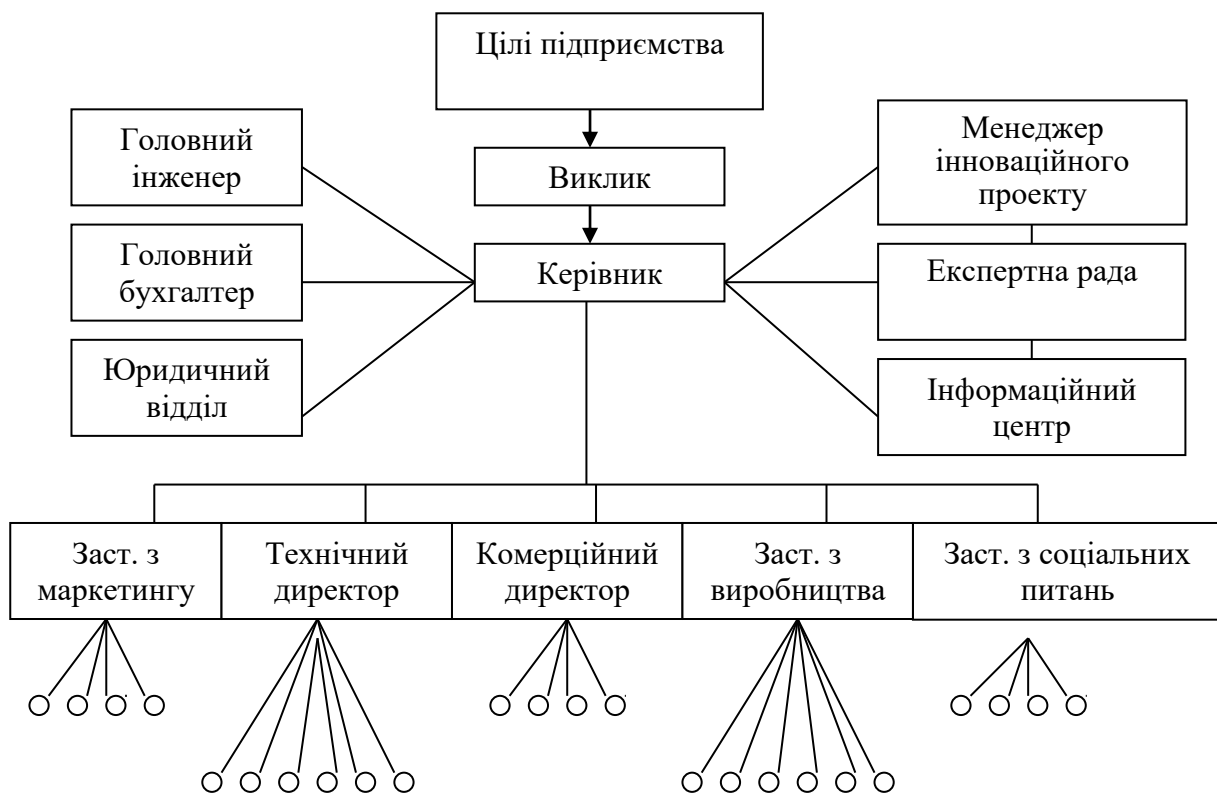 Цілі підприємства
Головний
інженер
Виклик
Менеджер
інноваційного
проекту
Головний
бухгалтер
Керівник
Експертна рада
Юридичний
відділ
Інформаційний
центр
Заст. з
маркетингу
Технічний
директор
Комерційний
директор
Заст. з
виробництва
Заст. з соціальних
питань